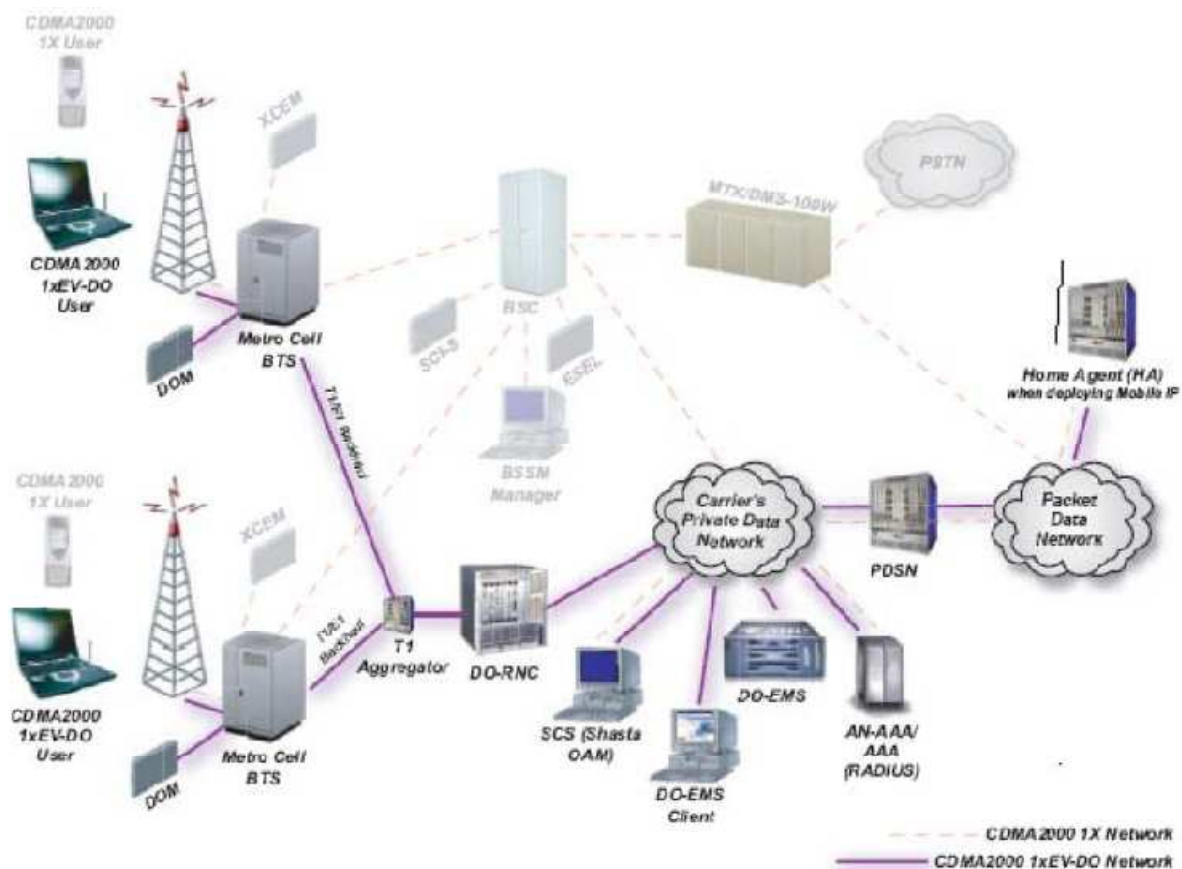 CDMA2000
1X User
XCEM
PSTN
MTX/DMS-100W
CDMA2000
1xEV-DO
User
BSC
Metro Cell
BTS
DOM
SCI-S
ESEL
Home Agent (HA)
when deploying Mobile IP
T1/E1 Backhaul
BSSM
Manager
CDMA2000
1X User
XCEM
Carrier's
Private Data
Network
Packet
Data
Network
PDSN
T1/E1
Backhaul
T1
Aggregator
DO-RNC
DO-EMS
CDMA2000
1xEV-DO
User
Metro Cell
BTS
DOM
SCS (Shasta
OAM)
AN-AAA/
AAA
(RADIUS)
DO-EMS
Client
CDMA2000 1X Network
CDMA2000 1xEV-DO Network